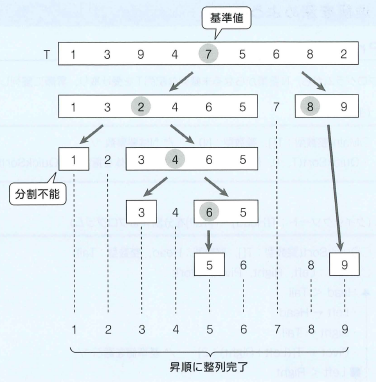 基準値
T 1 3 9 4 7 5 6 8 2
1 3 2 4 6 5 7 8 9
1 2 3 4 6 5
分割不能
3 4 6 5
5 6 8 9
1 2 3 4 5 6 7 8 9
昇順に整列完了